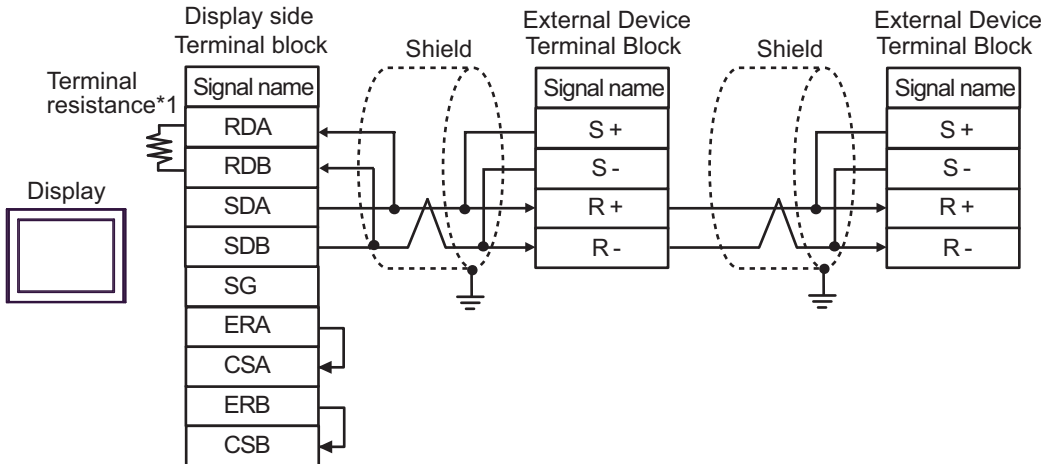 Display side
Terminal block
Shield
External Device
Terminal Block
Shield
External Device
Terminal Block
Terminal
resistance*1
Display
Signal name
RDA
RDB
SDA
SDB
SG
ERA
CSA
ERB
CSB
Signal name
S +
S -
R +
R -
Signal name
S +
S -
R +
R -